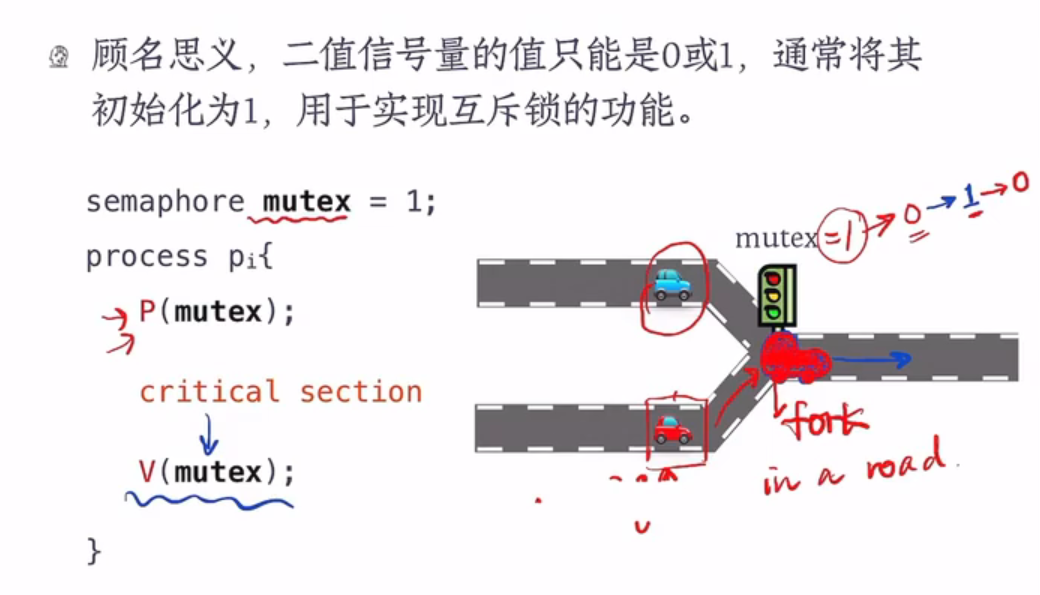 顾名思义，二值信号量的值只能是0或1，通常将其
初始化为1，用于实现互斥锁的功能。
semaphore mutex = 1;
process pi{
P(mutex);
critical section
V(mutex);
}
mutex=1→0→1→0
fork
in a road.